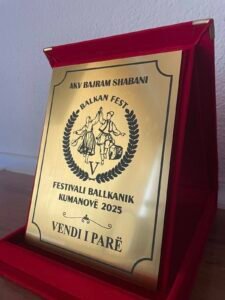 AKV BAJRAM SHABANI
BALKAN FEST
V
FESTIVALI BALLKANIK
KUMANOVË 2025
VENDI I PARË